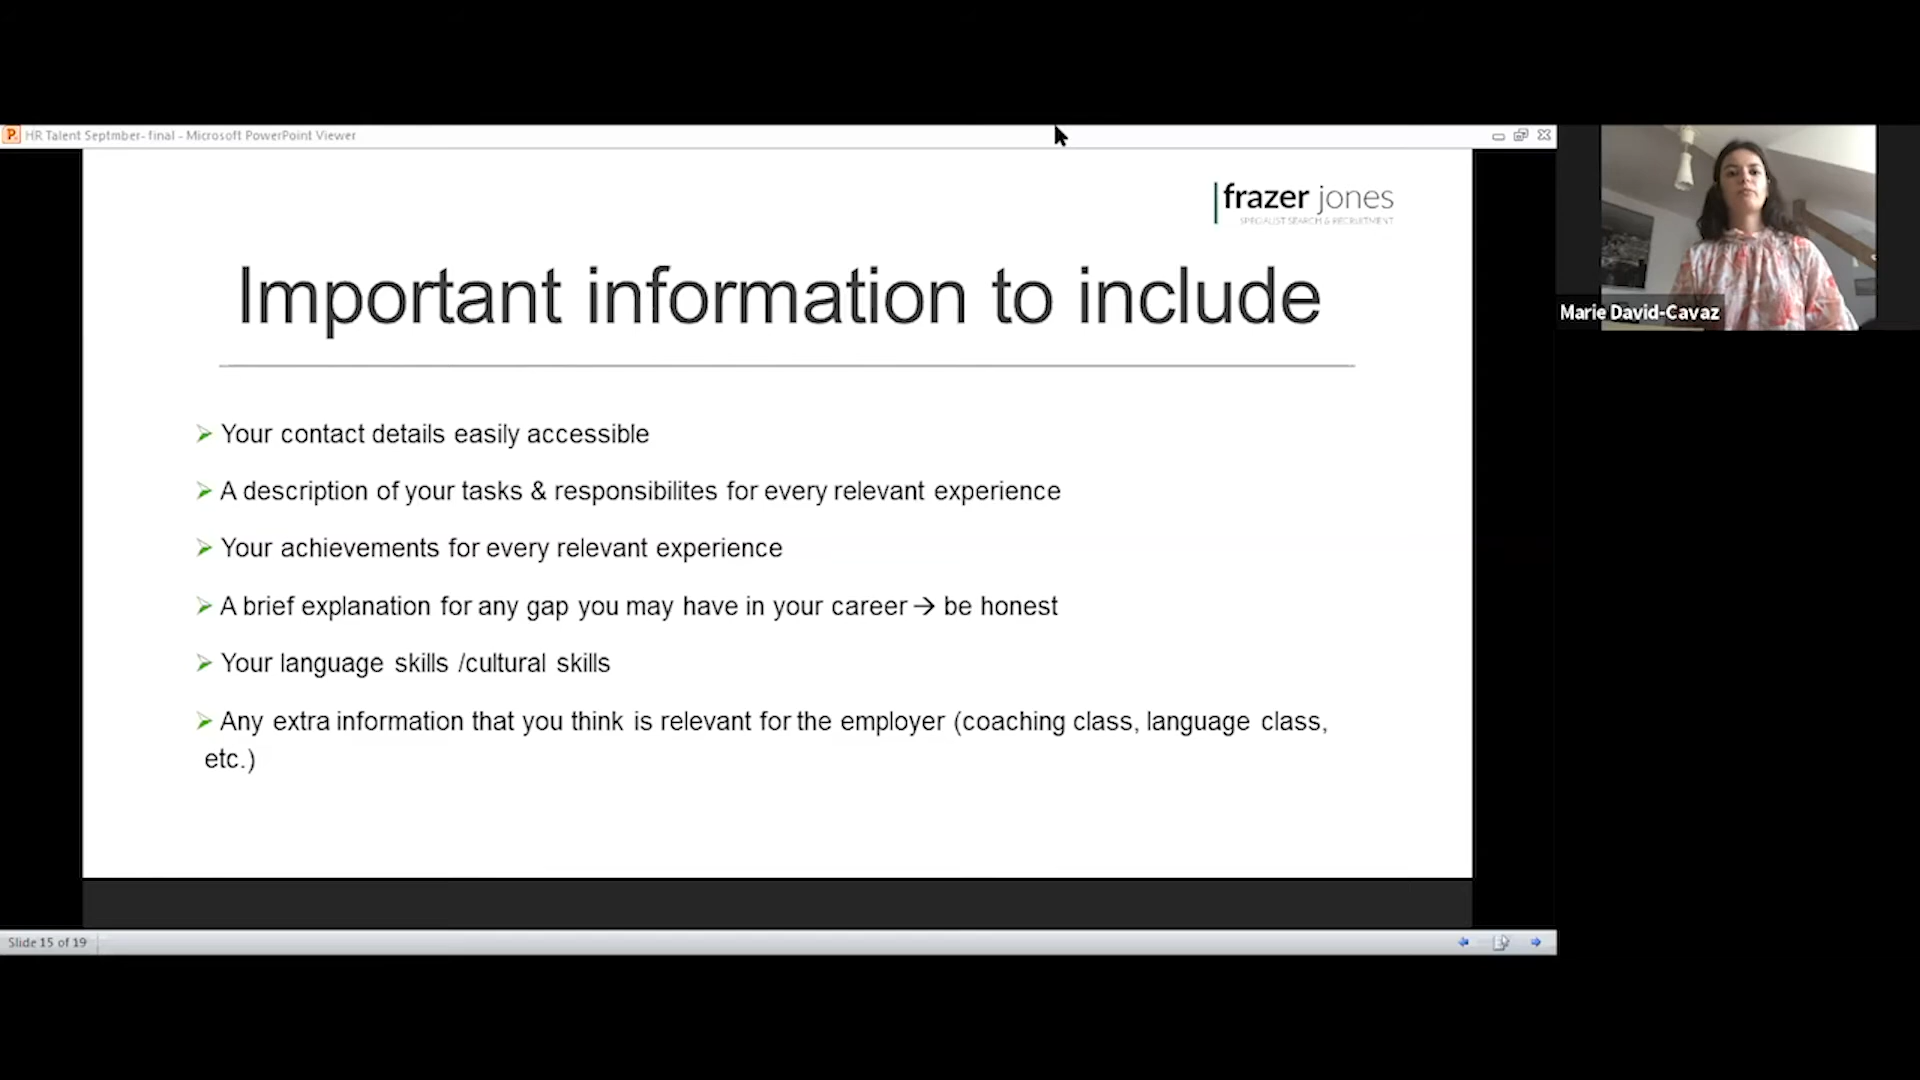 HR Talent Septmber- final - Microsoft PowerPoint Viewer
frazer jones
SPECIALIST SEARCH & RECRUITMENT
Important information to include
Your contact details easily accessible
A description of your tasks & responsibilites for every relevant experience
Your achievements for every relevant experience
A brief explanation for any gap you may have in your career → be honest
Your language skills /cultural skills
Any extra information that you think is relevant for the employer (coaching class, language class,
etc.)
Marie David-Cavaz
Slide 15 of 19